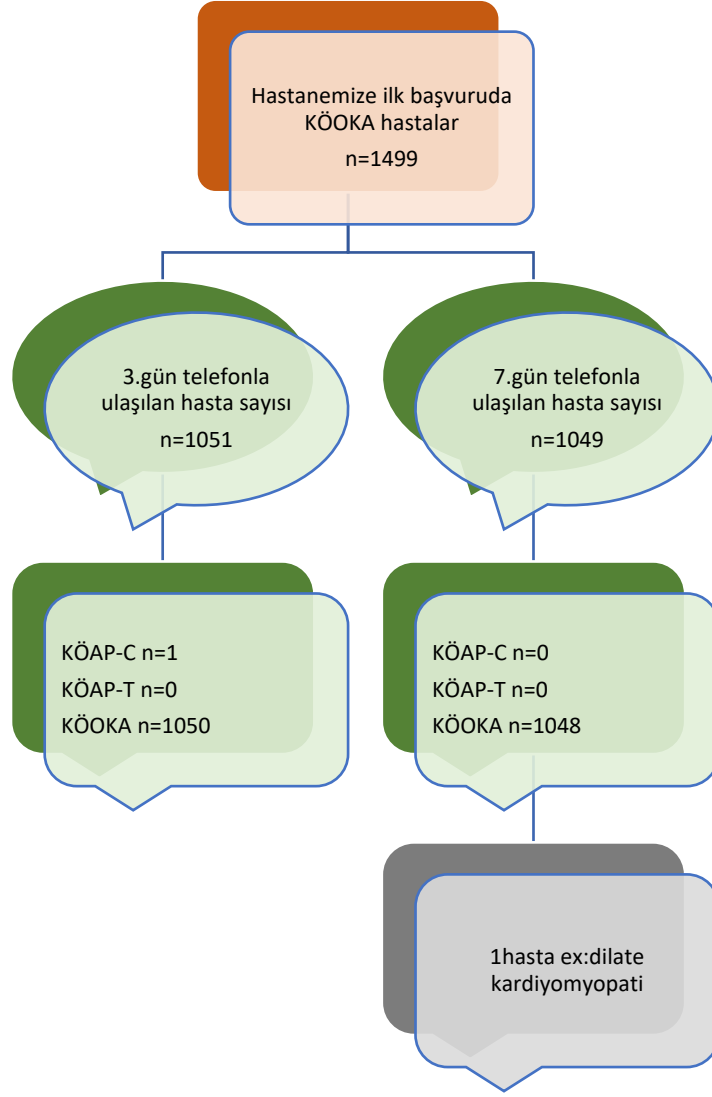 Hastanemize ilk başvuruda
KÖOKA hastalar
n=1499
3.gün telefonla
ulaşılan hasta sayısı
n=1051
7.gün telefonla
ulaşılan hasta sayısı
n=1049
KÖAP-C n=1
KÖAP-T n=0
KÖOKA n=1050
KÖAP-C n=0
KÖAP-T n=0
KÖOKA n=1048
1hasta ex:dilate
kardiyomyopati